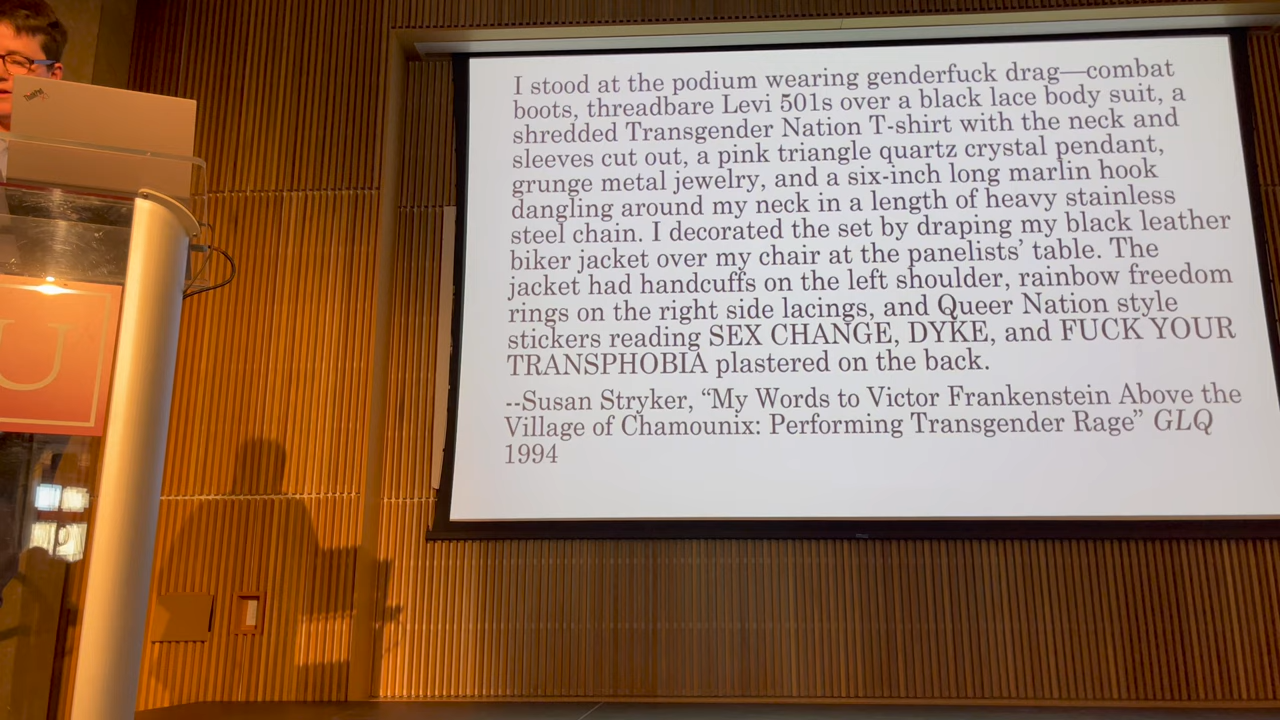 I stood at the podium wearing genderfuck drag—combat
boots, threadbare Levi 501s over a black lace body suit, a
shredded Transgender Nation T-shirt with the neck and
sleeves cut out, a pink triangle quartz crystal pendant,
grunge metal jewelry, and a six-inch long marlin hook
dangling around my neck in a length of heavy stainless
steel chain. I decorated the set by draping my black leather
biker jacket over my chair at the panelists’ table. The
jacket had handcuffs on the left shoulder, rainbow freedom
rings on the right side lacings, and Queer Nation style
stickers reading SEX CHANGE, DYKE, and FUCK YOUR
TRANSPHOBIA plastered on the back.
--Susan Stryker, “My Words to Victor Frankenstein Above the
Village of Chamounix: Performing Transgender Rage” GLQ
1994
ThinkPad
U